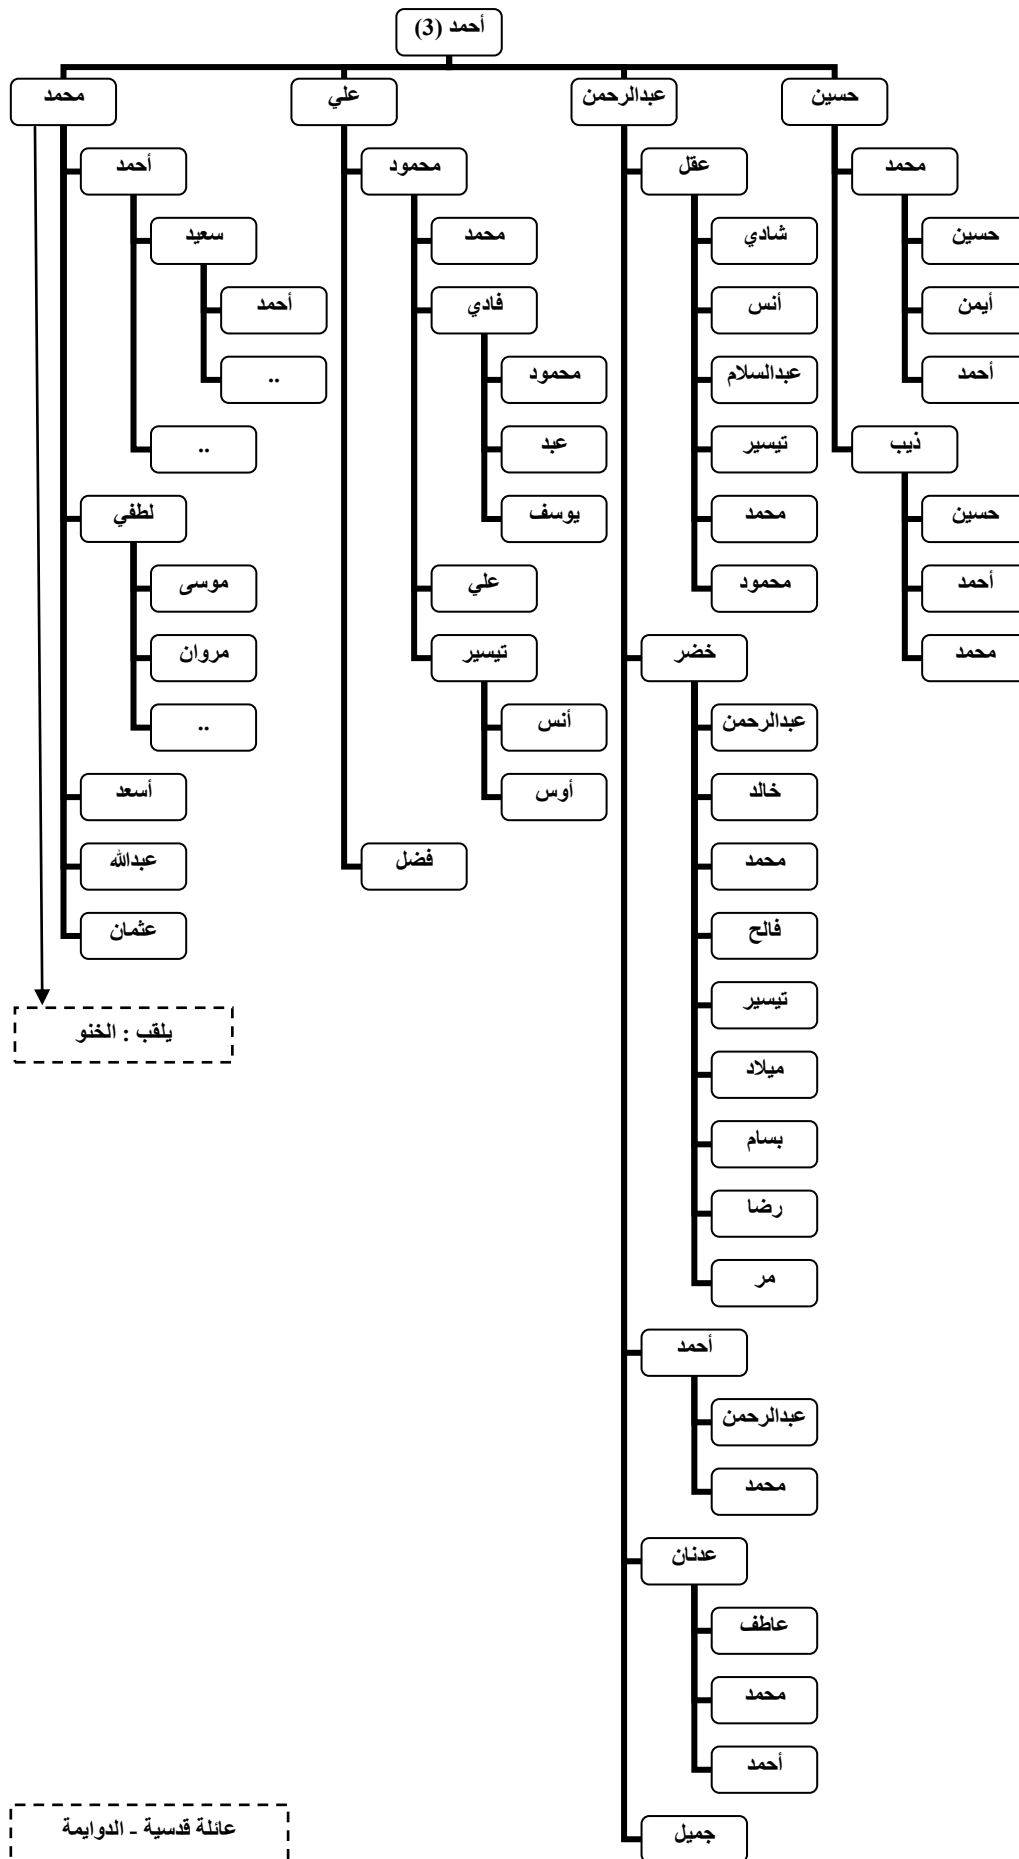 أحمد (3)
حسين
عبدالرحمن
علي
محمد
محمد
حسين
أيمن
أحمد
ذيب
حسين
أحمد
محمد
عقل
شادي
أنس
عبدالسلام
تيسير
محمد
محمود
خضر
عبدالرحمن
خالد
محمد
فالح
تيسير
ميلاد
بسام
رضا
مر
أحمد
عبدالرحمن
محمد
عدنان
عاطف
محمد
أحمد
جميل
محمود
محمد
فادي
محمود
عبد
يوسف
علي
تيسير
أنس
أوس
فضل
أحمد
سعيد
أحمد
..
..
لطفي
موسى
مروان
..
أسعد
عبدالله
عثمان
يلقب : الخنو
عائلة قدسية - الدوايمة